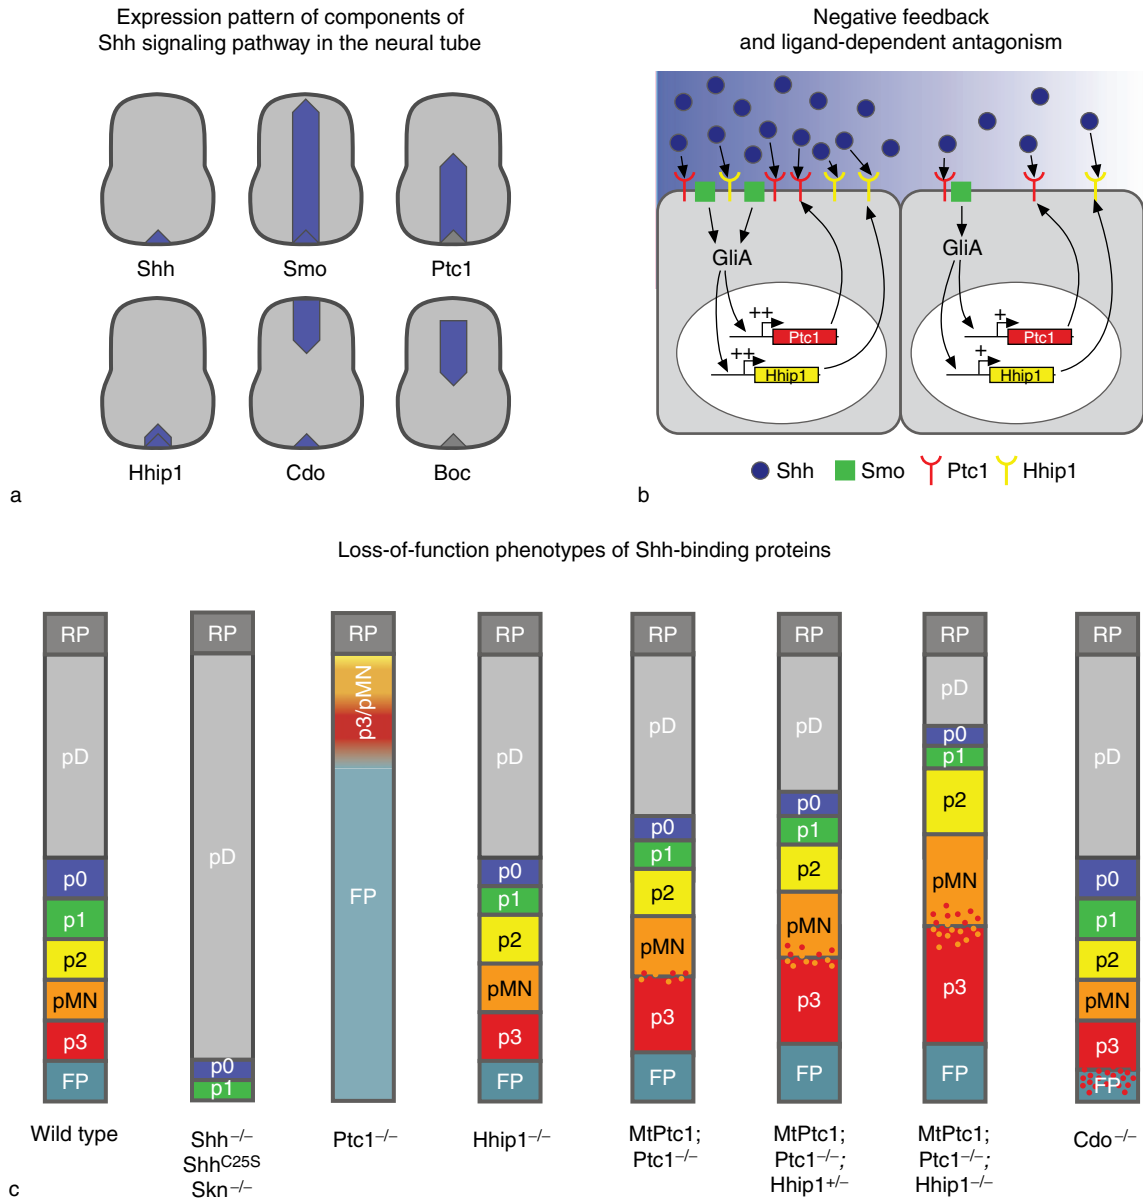 Expression pattern of components of
Shh signaling pathway in the neural tube
Shh
Smo
Ptc1
Hhip1
Cdo
Boc
a
Negative feedback
and ligand-dependent antagonism
GliA
++
Ptc1
++
Hhip1
GliA
+
Ptc1
+
Hhip1
Shh
Smo
Ptc1
Hhip1
b
Loss-of-function phenotypes of Shh-binding proteins
RP
pD
p0
p1
p2
pMN
p3
FP
Wild type
RP
pD
p0
p1
Shh−/−
ShhC25S
Skn−/−
RP
p3/pMN
FP
Ptc1−/−
RP
pD
p0
p1
p2
pMN
p3
FP
Hhip1−/−
RP
pD
p0
p1
p2
pMN
p3
FP
MtPtc1;
Ptc1−/−
RP
pD
p0
p1
p2
pMN
p3
FP
MtPtc1;
Ptc1−/−;
Hhip1+/−
RP
pD
p0
p1
p2
pMN
p3
FP
MtPtc1;
Ptc1−/−;
Hhip1−/−
RP
pD
p0
p1
p2
pMN
p3
FP
Cdo−/−
c